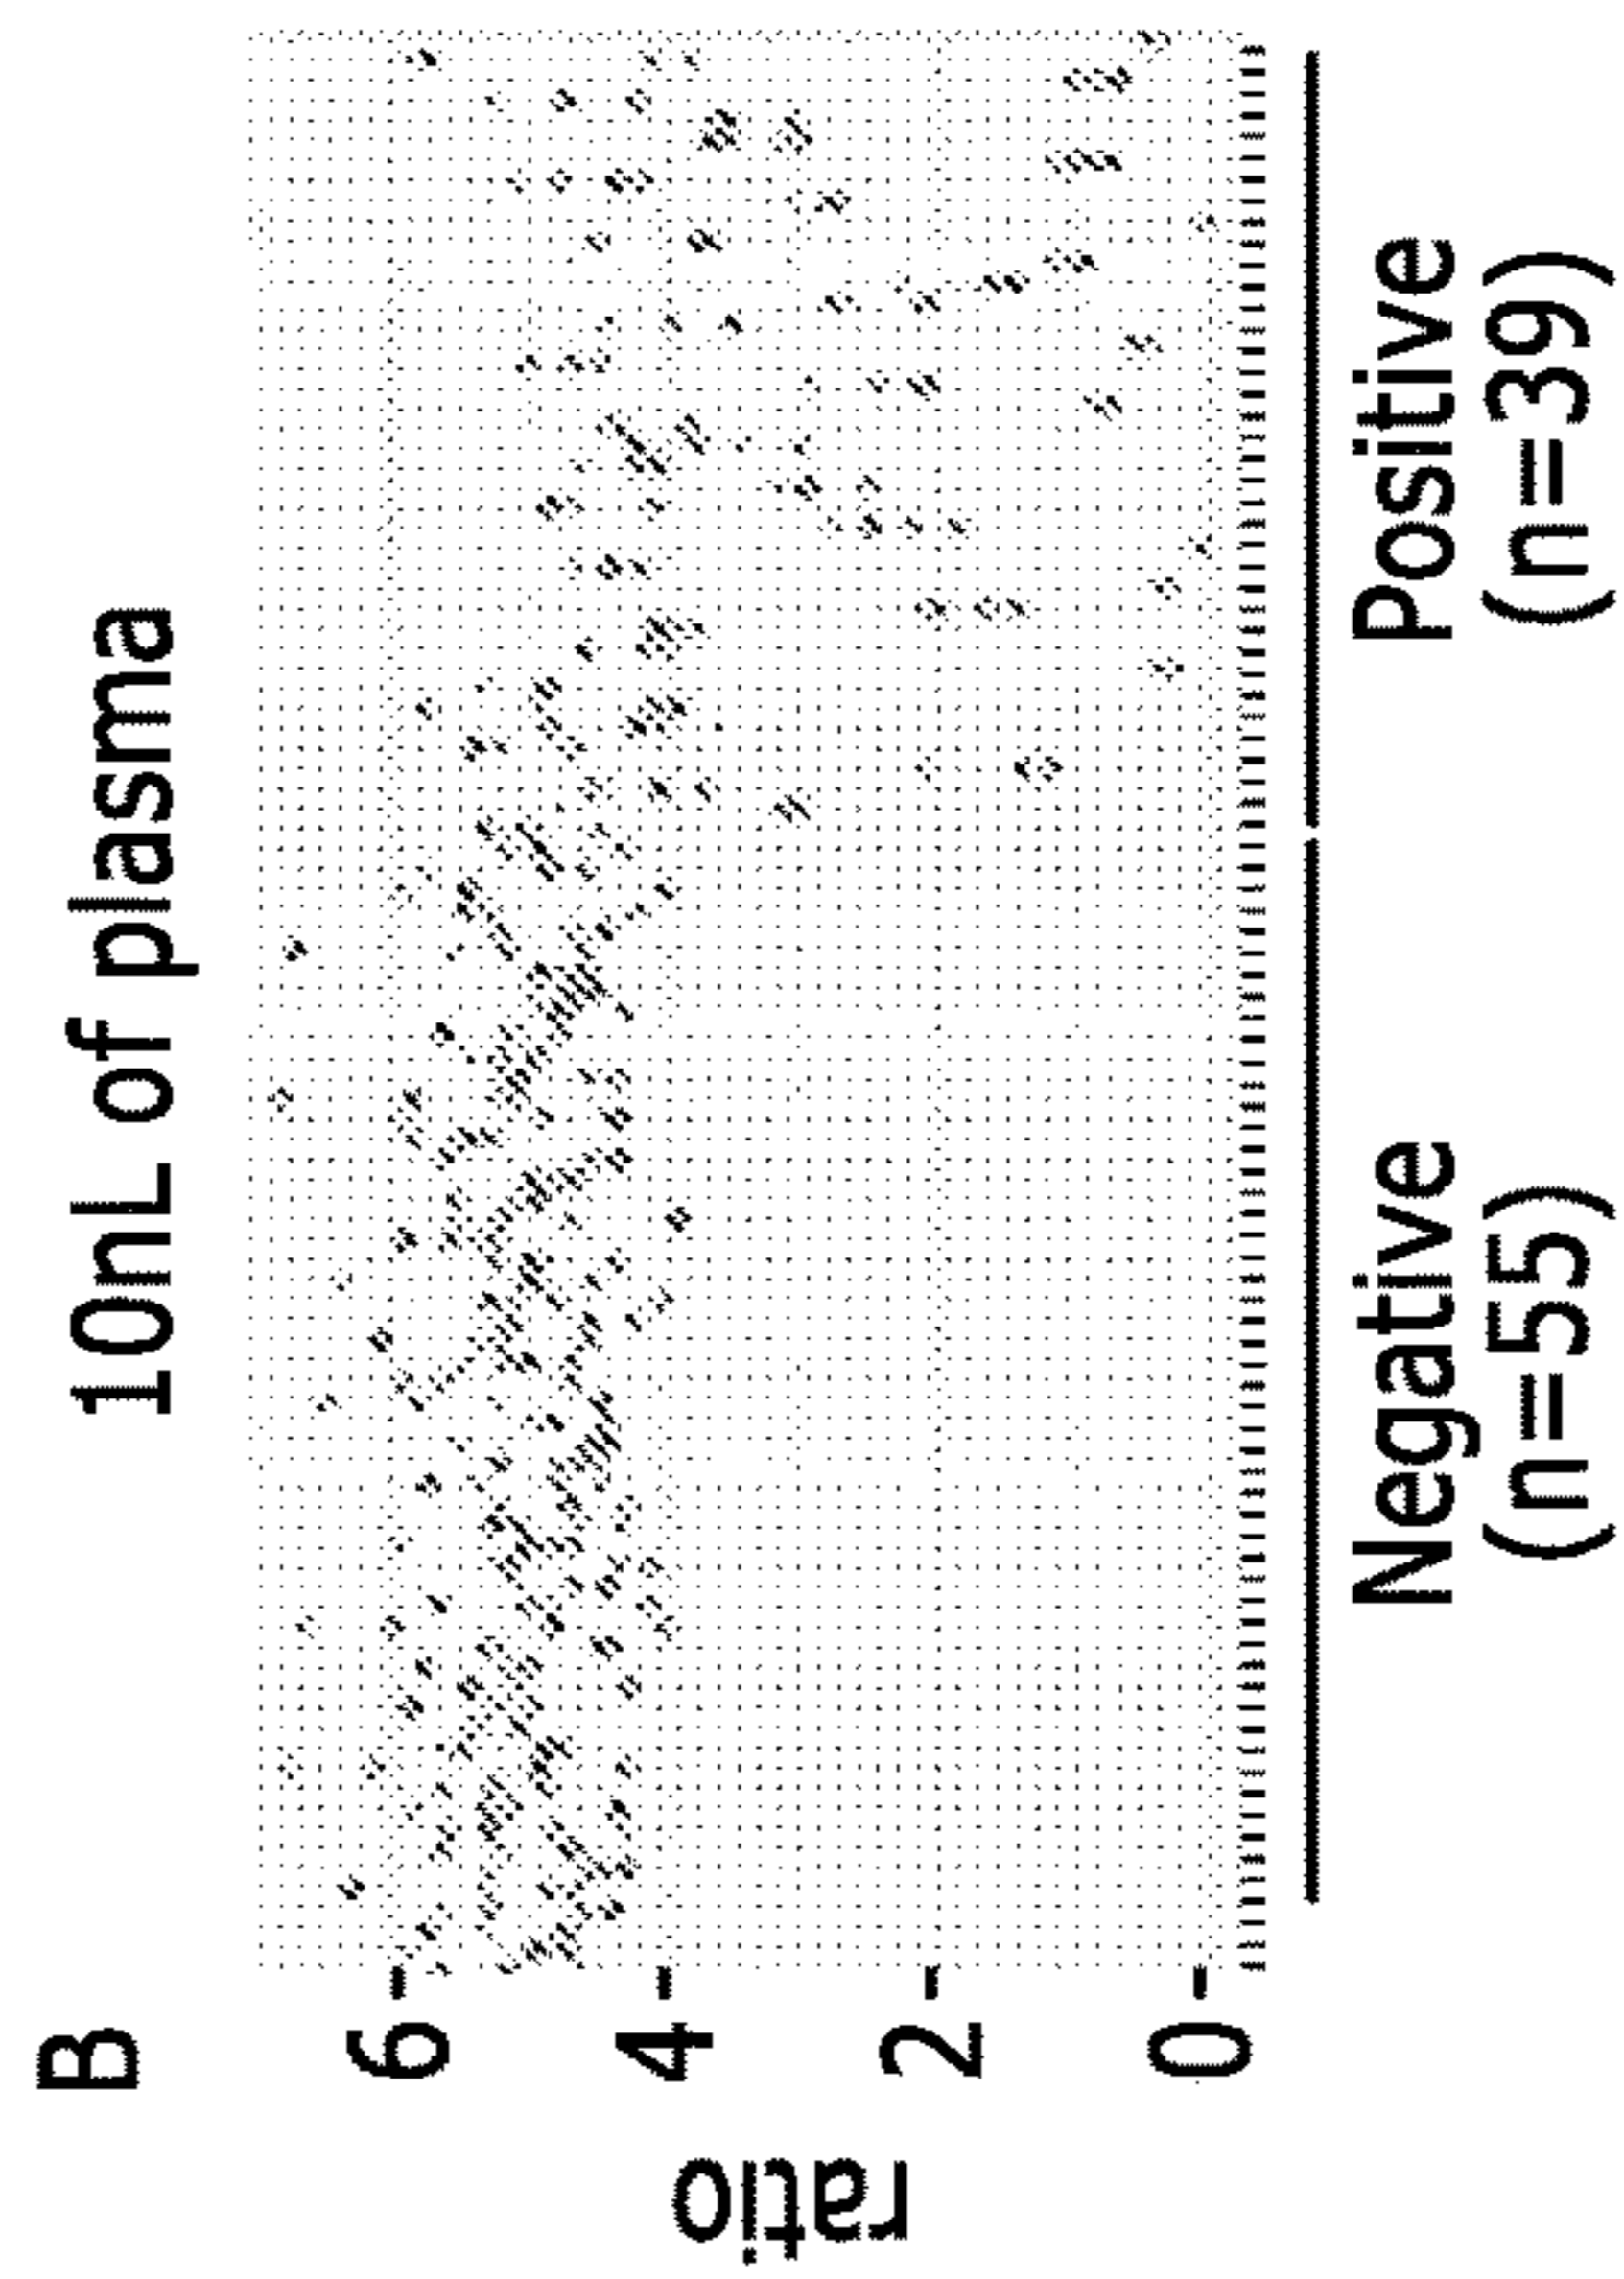 B
10nL of plasma
ratio
6
4
2
0
Negative
(n=55)
Positive
(n=39)